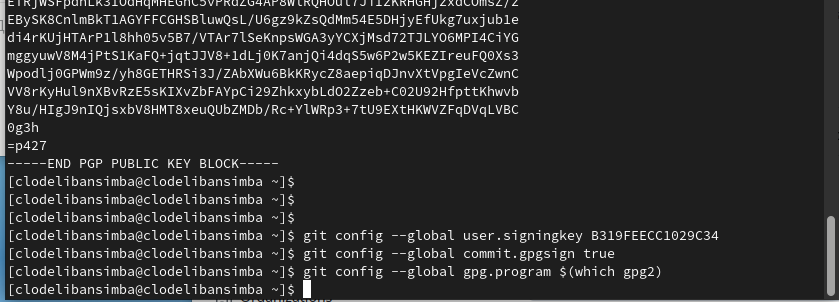 EBySK8CnlmBkT1AGYFFCGHSBluwQsL/U6gz9kZsQdMm54E5DHjyEfUkg7uxjub1e
di4rKUjHTArP1l8hh05v5B7/VTAr7lSeKnpsWGA3yYCXjMsd72TJLYO6MPI4CiYG
mggyuwV8M4jPtS1KaFQ+jqtJJV8+1dLj0K7anjQi4dqS5w6P2w5KEZIreuFQ0Xs3
Wpodlj0GPWm9z/yh8GETHRSi3J/ZAbXWu6BkKRycZ8aepiqDJnvXtVpgIeVcZwnC
VV8rKyHul9nXBvRzE5sKIXvZbFAYpCi29ZhkxybLdO2Zzeb+C02U92HfpttKhwvb
Y8u/HIgJ9nIQjsxbV8HMT8xeuQUbZMDb/Rc+YlWRp3+7tU9EXtHKWVZFqDVqLVBC
0g3h
=p427
-----END PGP PUBLIC KEY BLOCK-----
[clodelibansimba@clodelibansimba ~]$
[clodelibansimba@clodelibansimba ~]$
[clodelibansimba@clodelibansimba ~]$
[clodelibansimba@clodelibansimba ~]$ git config --global user.signingkey B319FEECC1029C34
[clodelibansimba@clodelibansimba ~]$ git config --global commit.gpgsign true
[clodelibansimba@clodelibansimba ~]$ git config --global gpg.program $(which gpg2)
[clodelibansimba@clodelibansimba ~]$